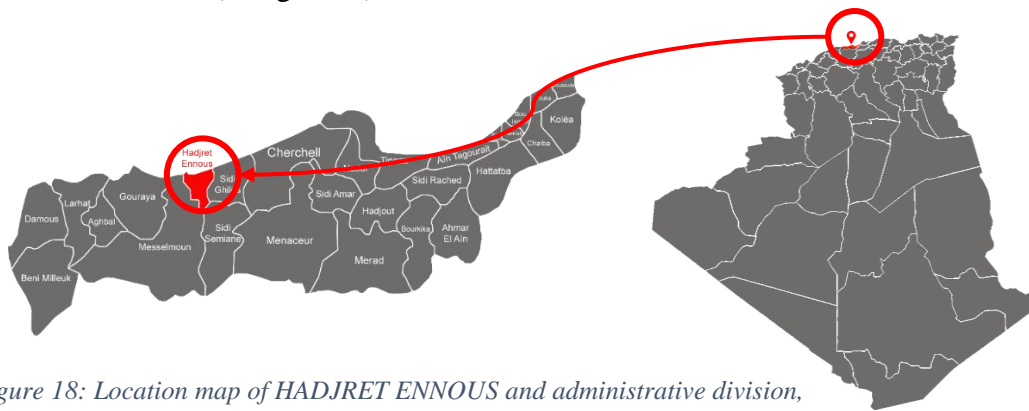 Hadjret
Ennous
Cherchell
Sidi
Koléa
Chaiba
Aïn Tagourait
Hattatba
Sidi Rached
Gouraya
Larhat
Damous
Aghbal
Sidi Amar
Hadjout
Sidi
Semiane
Messelmoun
Menaceur
Bourkika
Ahmar
El Aïn
Merad
Beni Milleuk
gure 18: Location map of HADJRET ENNOUS and administrative division,